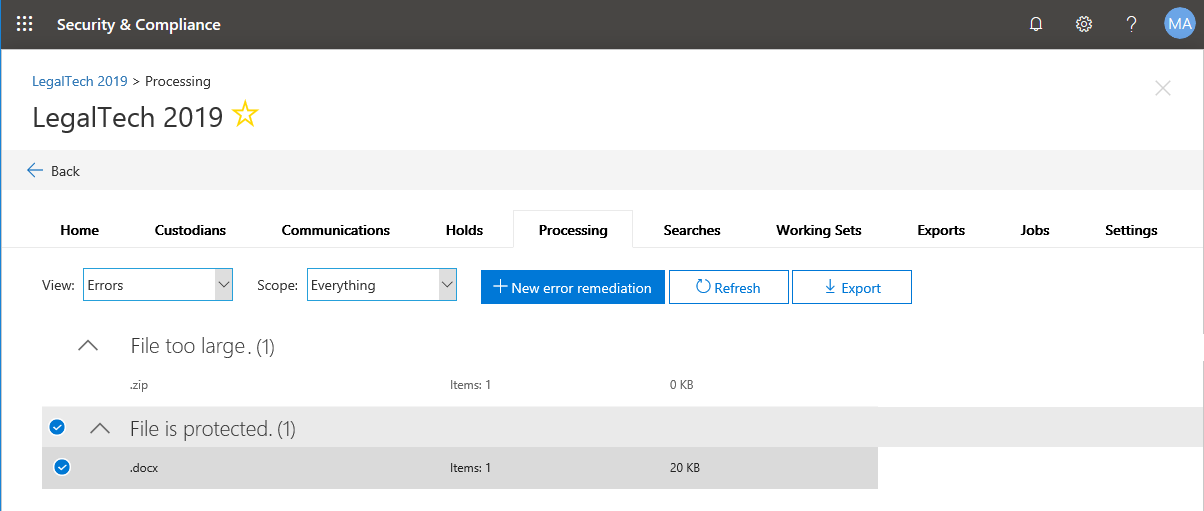 Security & Compliance ? MA
LegalTech 2019 > Processing
LegalTech 2019
Back
Home Custodians Communications Holds Processing Searches Working Sets Exports Jobs Settings
View: Errors Scope: Everything New error remediation Refresh Export
File too large. (1)
.zip Items: 1 0 KB
File is protected. (1)
.docx Items: 1 20 KB